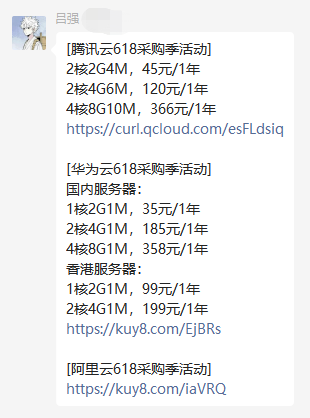 吕强
[腾讯云618采购季活动]
2核2G4M，45元/1年
2核4G6M，120元/1年
4核8G10M，366元/1年
https://curl.qcloud.com/esFLdsiq
[华为云618采购季活动]
国内服务器：
1核2G1M，35元/1年
2核4G1M，185元/1年
4核8G1M，358元/1年
香港服务器：
1核2G1M，99元/1年
2核4G1M，199元/1年
https://kuy8.com/EjBRs
[阿里云618采购季活动]
https://kuy8.com/iaVRQ